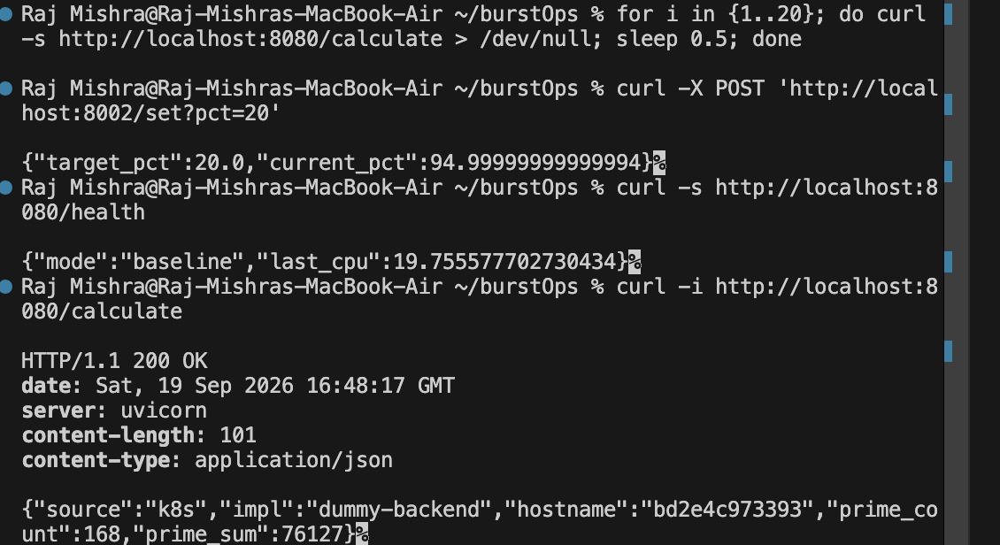 Raj Mishra@Raj-Mishras-MacBook-Air ~/burstOps % for i in {1..20}; do curl
-s http://localhost:8080/calculate > /dev/null; sleep 0.5; done
Raj Mishra@Raj-Mishras-MacBook-Air ~/burstOps % curl -X POST 'http://local
host:8002/set?pct=20'
{"target_pct":20.0,"current_pct":94.99999999999994}%
Raj Mishra@Raj-Mishras-MacBook-Air ~/burstOps % curl -s http://localhost:8
080/health
{"mode":"baseline","last_cpu":19.755577702730434}%
Raj Mishra@Raj-Mishras-MacBook-Air ~/burstOps % curl -i http://localhost:8
080/calculate
HTTP/1.1 200 OK
date: Sat, 19 Sep 2026 16:48:17 GMT
server: uvicorn
content-length: 101
content-type: application/json
{"source":"k8s","impl":"dummy-backend","hostname":"bd2e4c973393","prime_co
unt":168,"prime_sum":76127}%